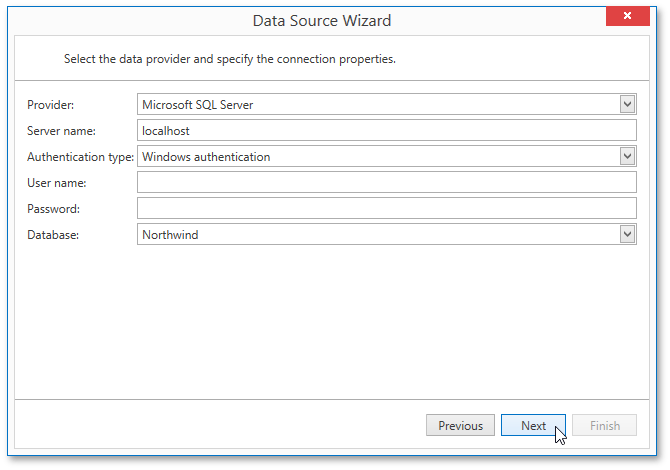 Data Source Wizard
Select the data provider and specify the connection properties.
Provider: Microsoft SQL Server
Server name: localhost
Authentication type: Windows authentication
User name:
Password:
Database: Northwind
Previous Next Finish